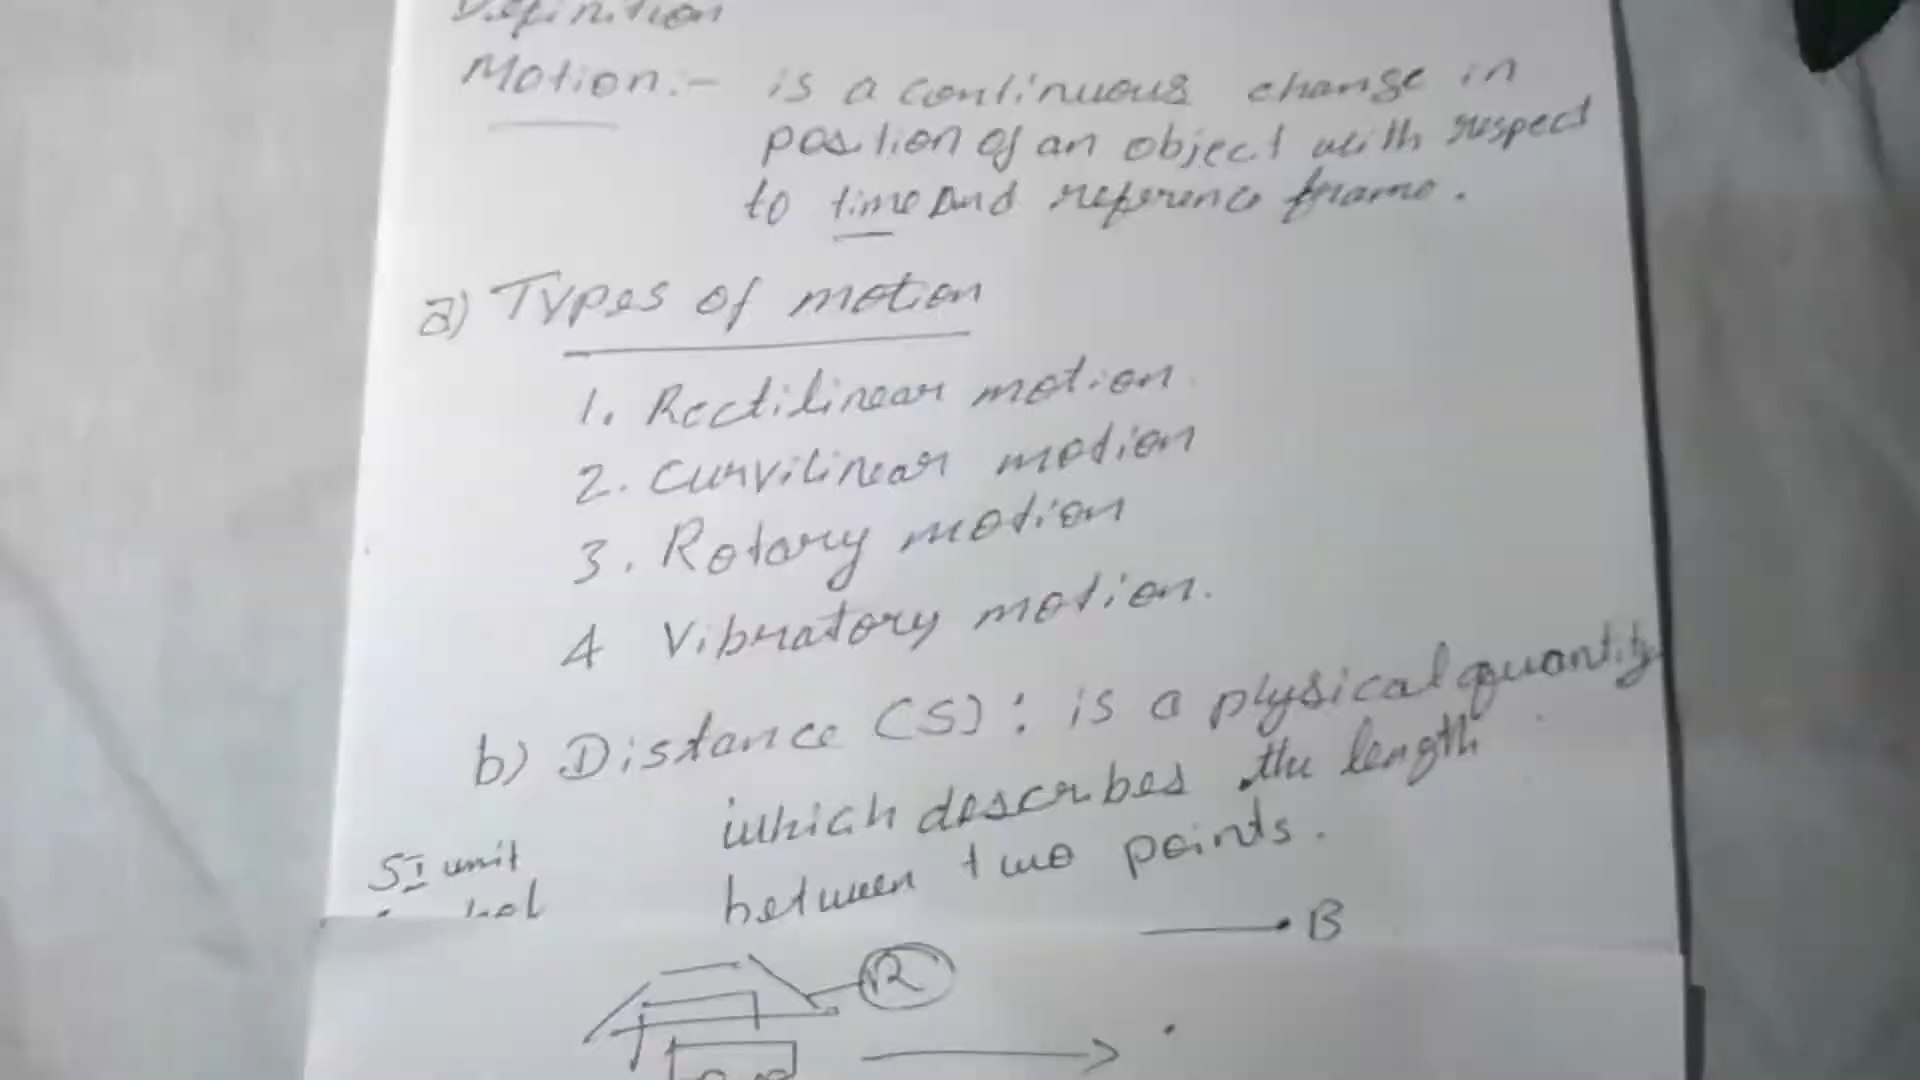 Definition
Motion:- is a continuous change in
position of an object with respect
to time and reference frame.
a) Types of motion
1. Rectilinear motion.
2. Curvilinear motion
3. Rotary motion
4 Vibratory motion.
b) Distance (S): is a physical quantity
which describes the length
between two points.
SI unit
B
R